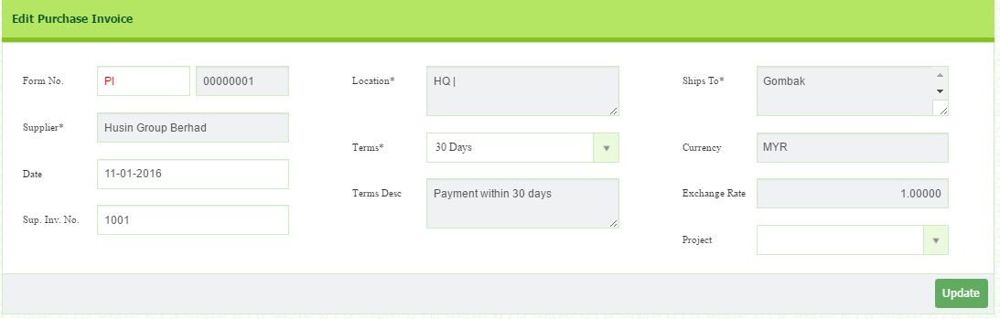 Edit Purchase Invoice
Form No. PI 00000001
Supplier* Husin Group Berhad
Date 11-01-2016
Sup. Inv. No. 1001
Location* HQ |
Terms* 30 Days
Terms Desc Payment within 30 days
Ships To* Gombak
Currency MYR
Exchange Rate 1.00000
Project
Update